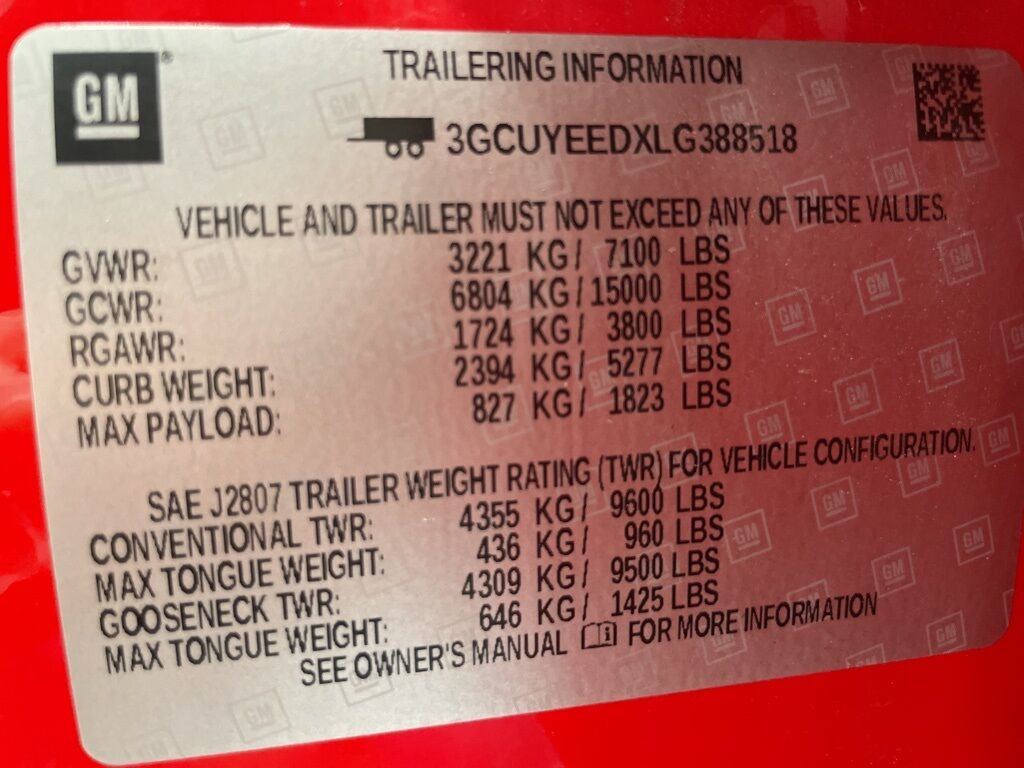 GM®
TRAILERING INFORMATION
3GCUYEEDXLG388518
VEHICLE AND TRAILER MUST NOT EXCEED ANY OF THESE VALUES.
GVWR: 3221 KG / 7100 LBS
GCWR: 6804 KG / 15000 LBS
RGAWR: 1724 KG / 3800 LBS
CURB WEIGHT: 2394 KG / 5277 LBS
MAX PAYLOAD: 827 KG / 1823 LBS
SAE J2807 TRAILER WEIGHT RATING (TWR) FOR VEHICLE CONFIGURATION.
CONVENTIONAL TWR: 4355 KG / 9600 LBS
MAX TONGUE WEIGHT: 436 KG / 960 LBS
GOOSENECK TWR: 4309 KG / 9500 LBS
MAX TONGUE WEIGHT: 646 KG / 1425 LBS
SEE OWNER'S MANUAL FOR MORE INFORMATION